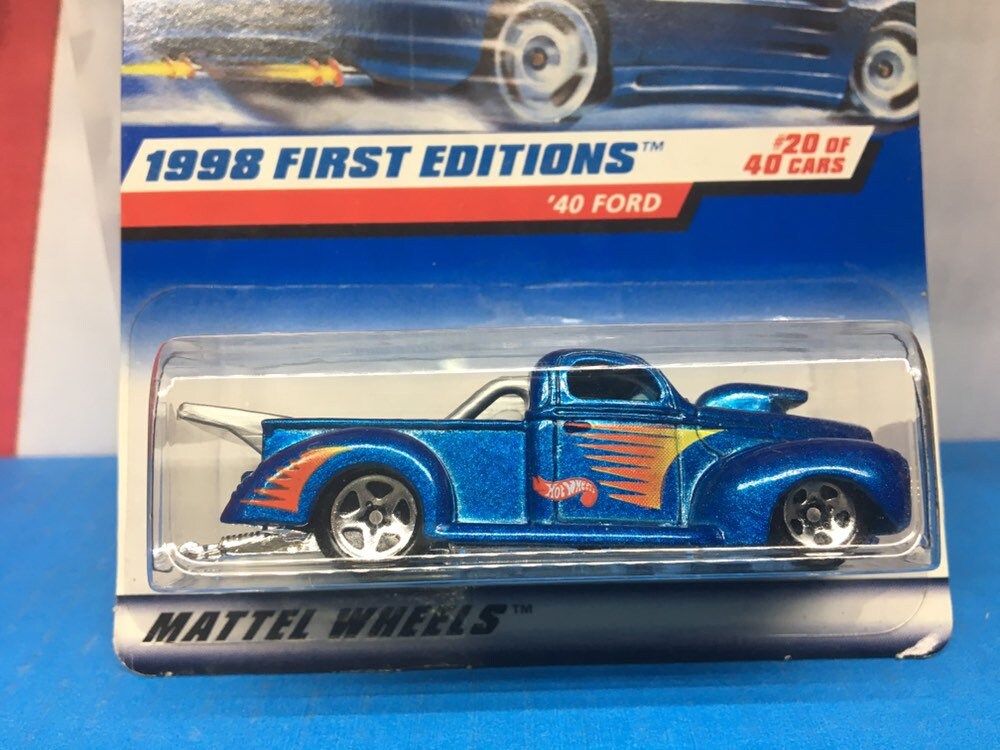 1998 FIRST EDITIONS™
#20 OF
40 CARS
'40 FORD
HOT WHEELS
MATTEL WHEELS™